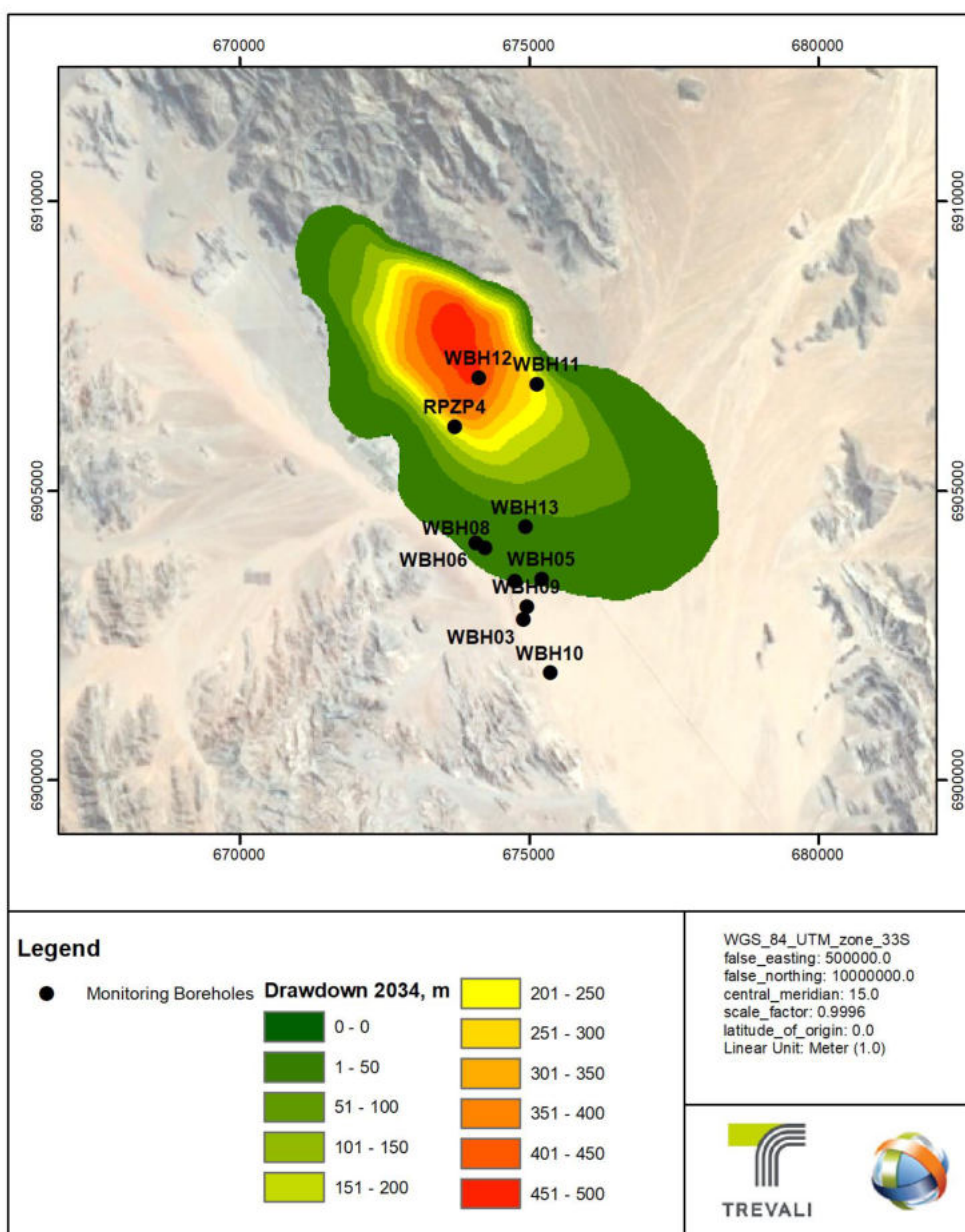 670000
675000
680000
6910000
6910000
WBH12
WBH11
RPZP4
6905000
6905000
WBH13
WBH08
WBH06
WBH05
WBH09
WBH03
WBH10
6900000
6900000
670000
675000
680000
Legend
Monitoring Boreholes
Drawdown 2034, m
0 - 0
1 - 50
51 - 100
101 - 150
151 - 200
201 - 250
251 - 300
301 - 350
351 - 400
401 - 450
451 - 500
WGS_84_UTM_zone_33S
false_easting: 500000.0
false_northing: 10000000.0
central_meridian: 15.0
scale_factor: 0.9996
latitude_of_origin: 0.0
Linear Unit: Meter (1.0)
TREVALI